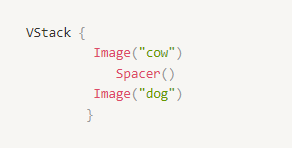 VStack {
Image("cow")
Spacer()
Image("dog")
}